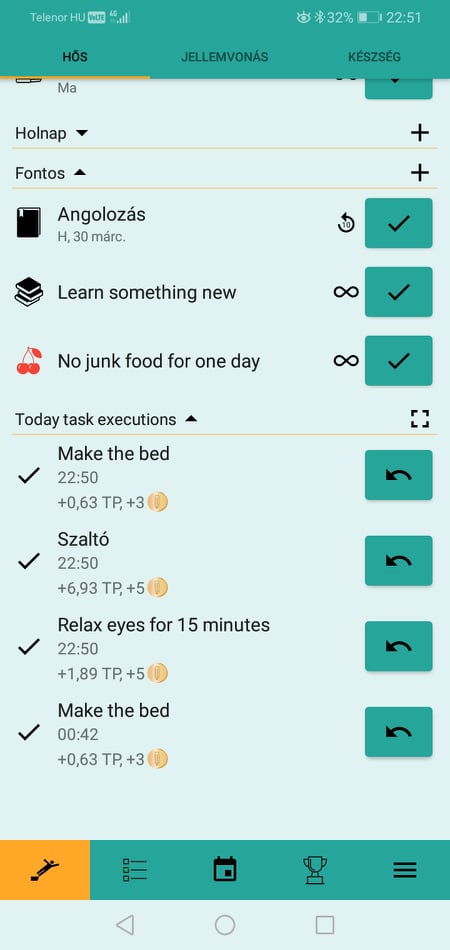 Telenor HU VoLTE 4G 32% 22:51
HŐS JELLEMVONÁS KÉSZSÉG
Ma
Holnap
Fontos
Angolozás
H, 30 márc.
10
Learn something new
No junk food for one day
Today task executions
Make the bed
22:50
+0,63 TP, +3
Szaltó
22:50
+6,93 TP, +5
Relax eyes for 15 minutes
22:50
+1,89 TP, +5
Make the bed
00:42
+0,63 TP, +3